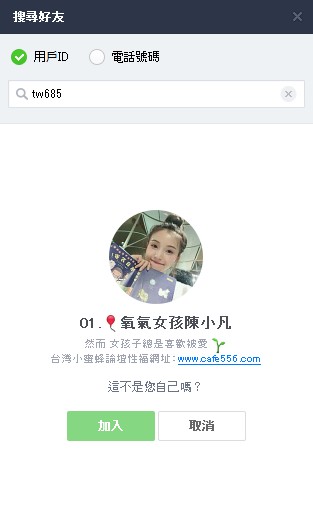 搜尋好友
用戶ID
電話號碼
tw685
01.🎈氧氣女孩陳小凡
然而 女孩子總是喜歡被愛🌱
台湾小蜜蜂論壇性福網址:www.cafe556.com
這不是您自己嗎？
加入
取消